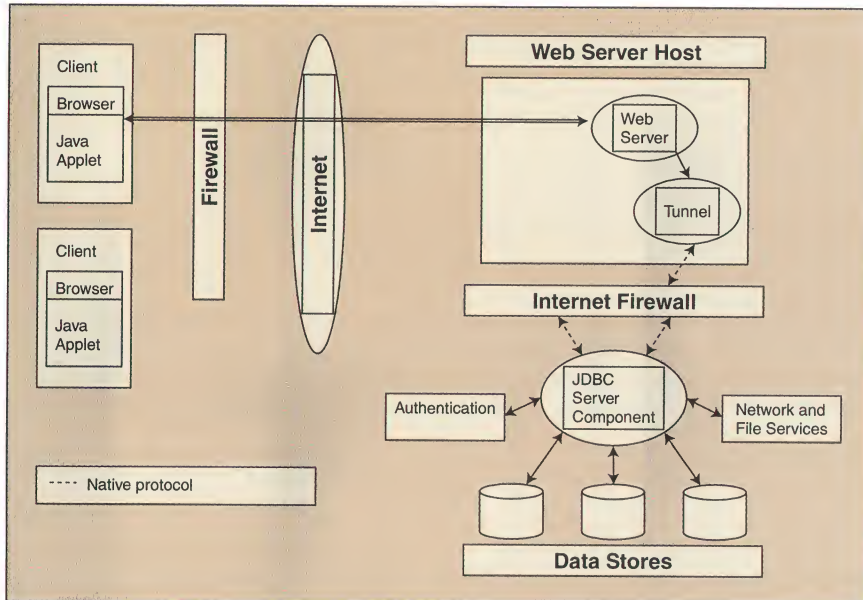 Client
Browser
Java
Applet
Client
Browser
Java
Applet
Firewall
Internet
Web Server Host
Web
Server
Tunnel
Internet Firewall
JDBC
Server
Component
Authentication
Network and
File Services
Data Stores
---- Native protocol